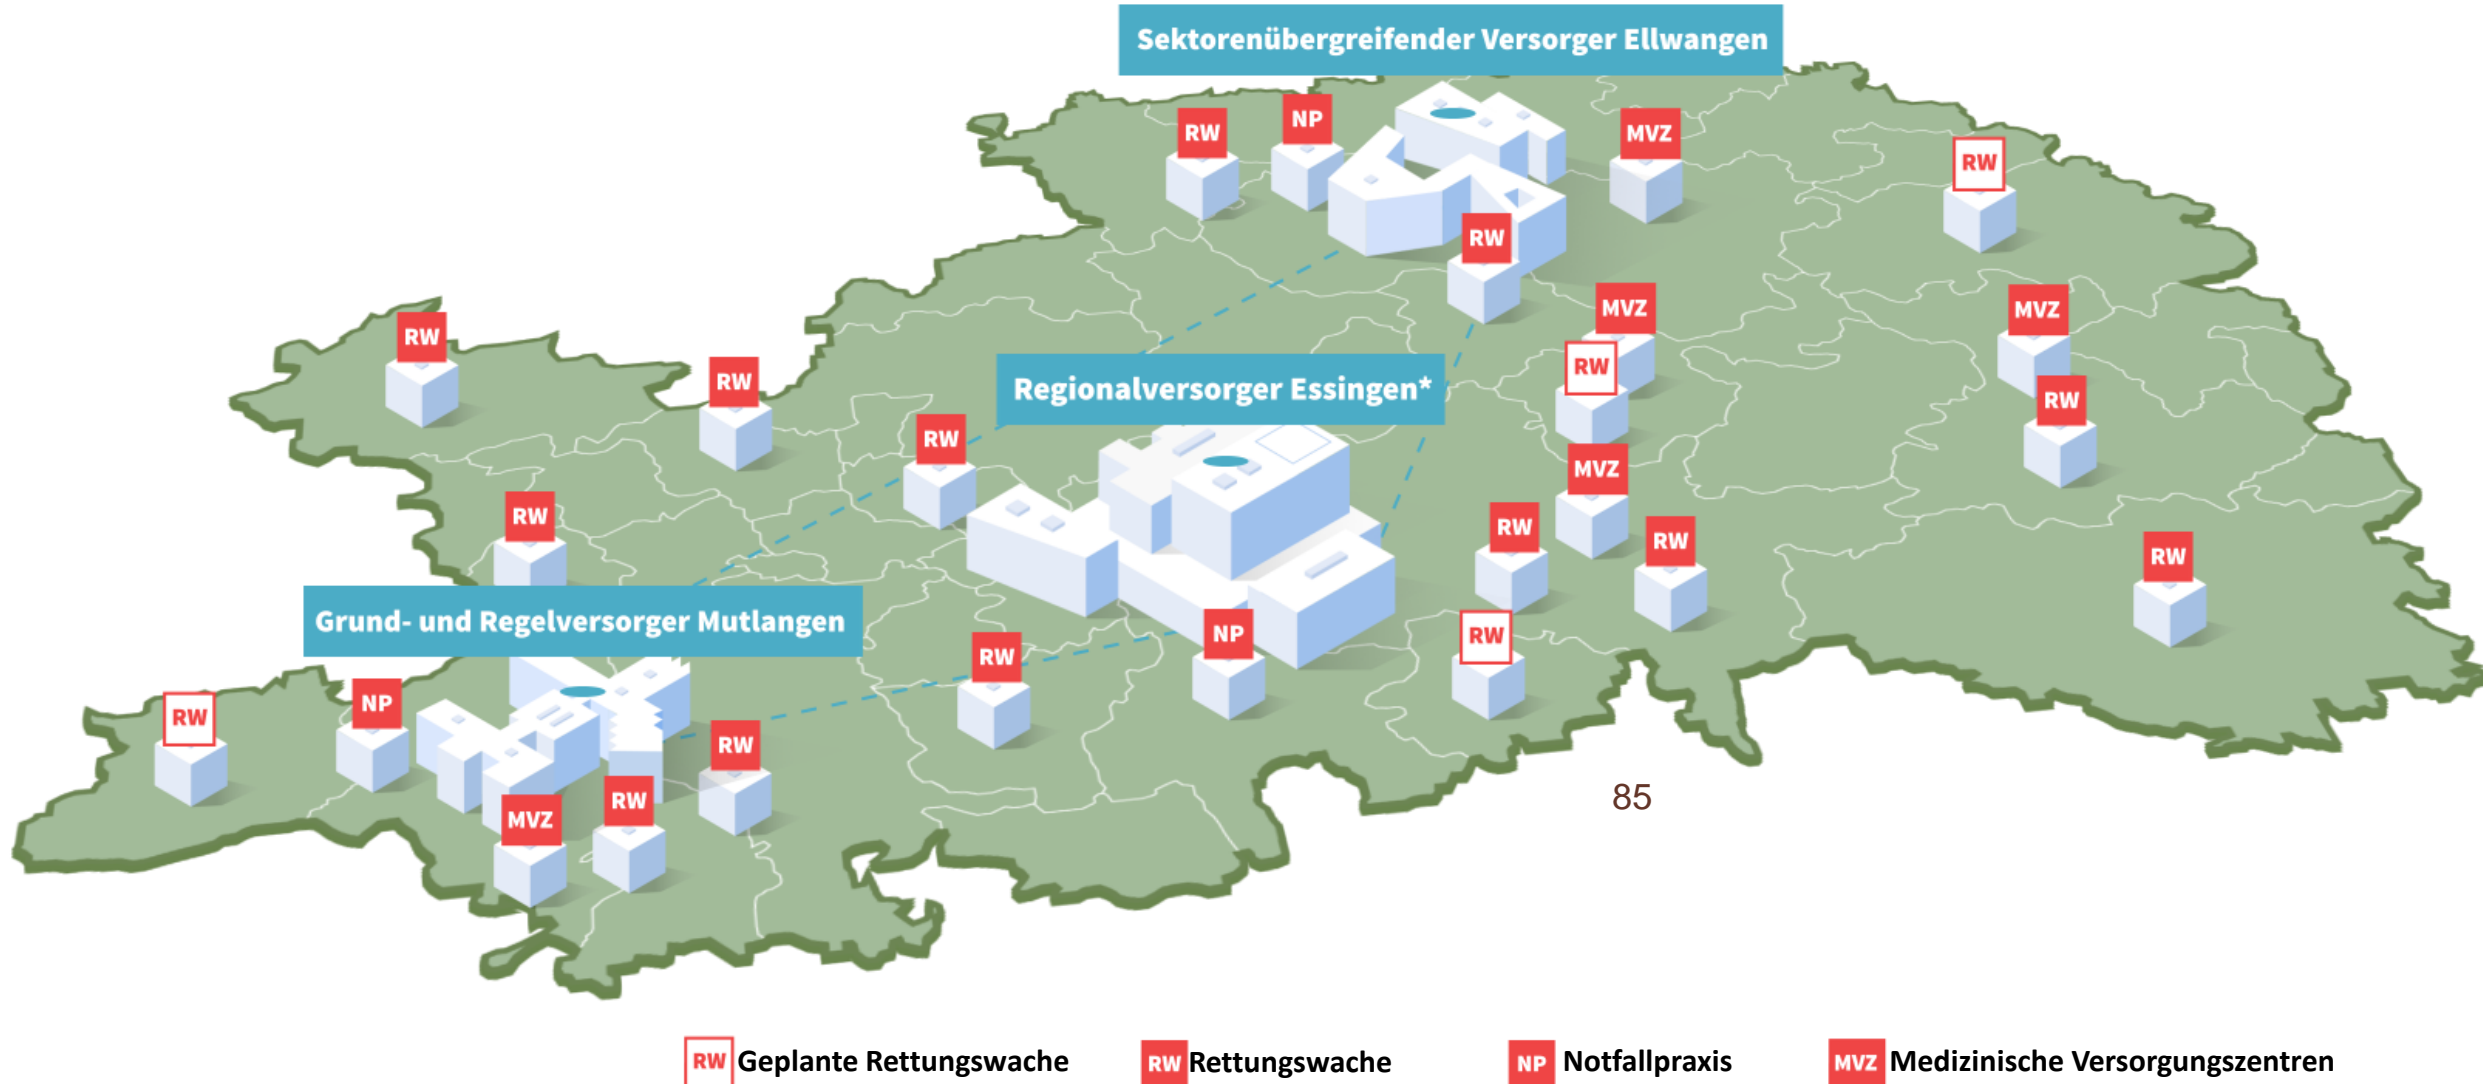 Sektorenübergreifender Versorger Ellwangen
NP
RW
MVZ
RW
RW
MVZ
MVZ
RW
RW
RW
Regionalversorger Essingen*
RW
RW
RW
MVZ
RW
RW
RW
RW
Grund- und Regelversorger Mutlangen
NP
RW
RW
NP
RW
RW
85
RW
MVZ
RW Geplante Rettungswache
RW Rettungswache
NP Notfallpraxis
MVZ Medizinische Versorgungszentren